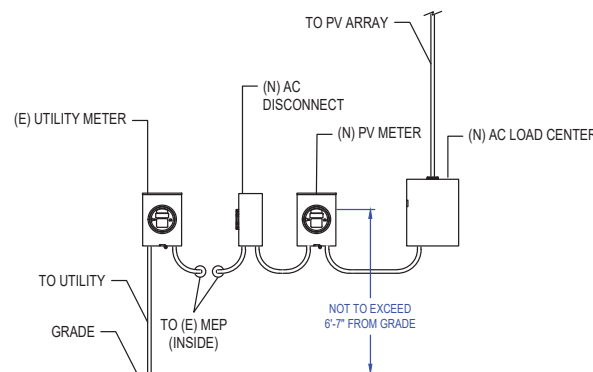 TO PV ARRAY
(N) AC
DISCONNECT
(E) UTILITY METER
(N) PV METER
(N) AC LOAD CENTER
TO UTILITY
NOT TO EXCEED
6'-7" FROM GRADE
TO (E) MEP
(INSIDE)
GRADE